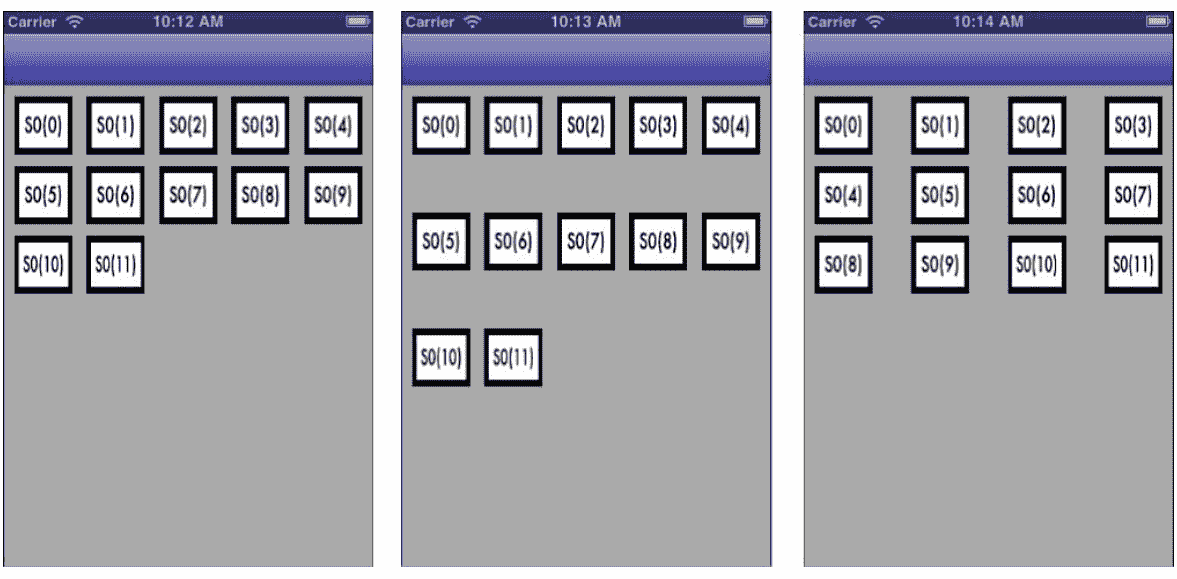 Carrier 10:12 AM
S0(0) S0(1) S0(2) S0(3) S0(4)
S0(5) S0(6) S0(7) S0(8) S0(9)
S0(10) S0(11)
Carrier 10:13 AM
S0(0) S0(1) S0(2) S0(3) S0(4)
S0(5) S0(6) S0(7) S0(8) S0(9)
S0(10) S0(11)
Carrier 10:14 AM
S0(0) S0(1) S0(2) S0(3)
S0(4) S0(5) S0(6) S0(7)
S0(8) S0(9) S0(10) S0(11)